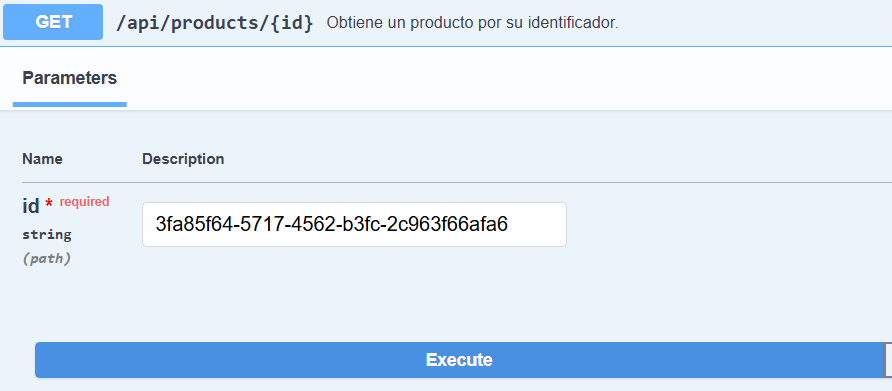 GET /api/products/{id} Obtiene un producto por su identificador.
Parameters
Name Description
id * required
string
(path)
3fa85f64-5717-4562-b3fc-2c963f66afa6
Execute